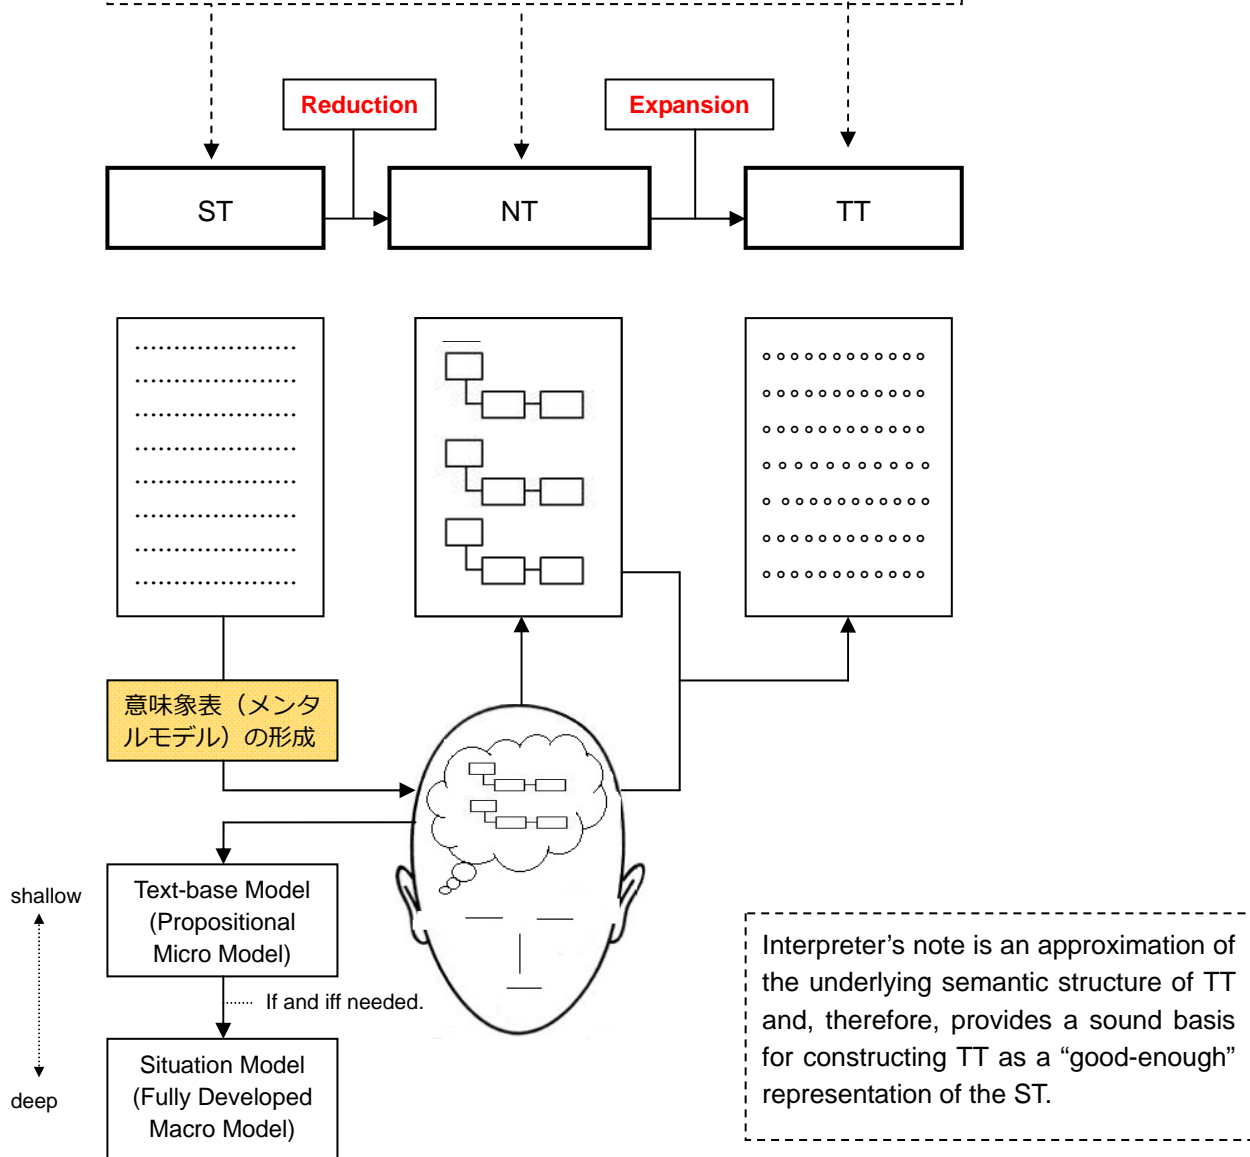 Reduction
Expansion
ST
NT
TT
意味象表（メンタ
ルモデル）の形成
shallow
Text-base Model
(Propositional
Micro Model)
If and iff needed.
deep
Situation Model
(Fully Developed
Macro Model)
Interpreter’s note is an approximation of
the underlying semantic structure of TT
and, therefore, provides a sound basis
for constructing TT as a “good-enough”
representation of the ST.